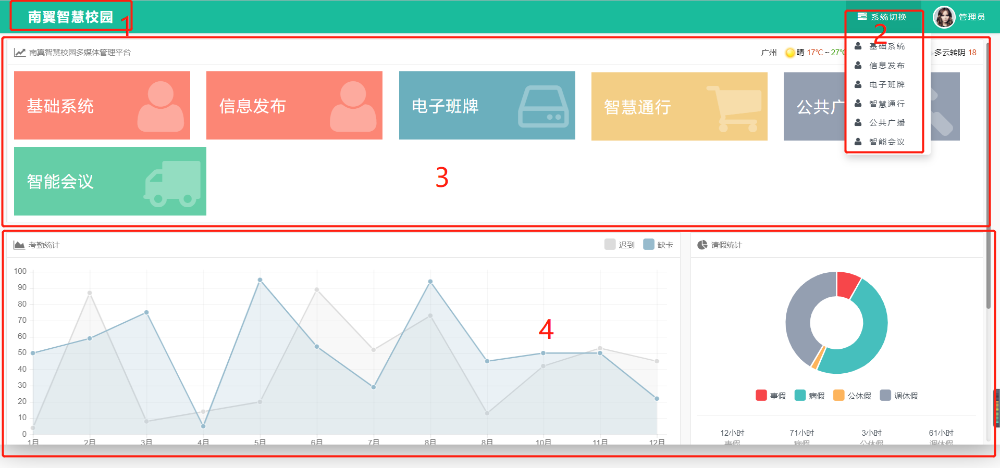 南翼智慧校园
1
系统切换
管理员
2
基础系统
信息发布
电子班牌
智慧通行
公共广播
智能会议
南翼智慧校园多媒体管理平台
广州 晴 17℃ ~ 27℃
多云转阴 18
基础系统
信息发布
电子班牌
智慧通行
公共广
智能会议
3
考勤统计
迟到 缺卡
100
90
80
70
60
50
40
30
20
10
0
1月 2月 3月 4月 5月 6月 7月 8月 8月 10月 11月 12月
4
请假统计
事假 病假 公休假 调休假
12小时 71小时 3小时 61小时
事假 病假 公休假 调休假